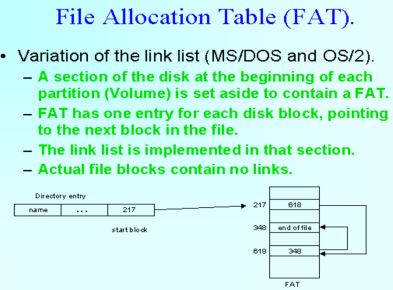 File Allocation Table (FAT).
• Variation of the link list (MS/DOS and OS/2).
– A section of the disk at the beginning of each
partition (Volume) is set aside to contain a FAT.
– FAT has one entry for each disk block, pointing
to the next block in the file.
– The link list is implemented in that section.
– Actual file blocks contain no links.
Directory entry
name ... 217
start block
217 618
348 end of file
618 348
FAT